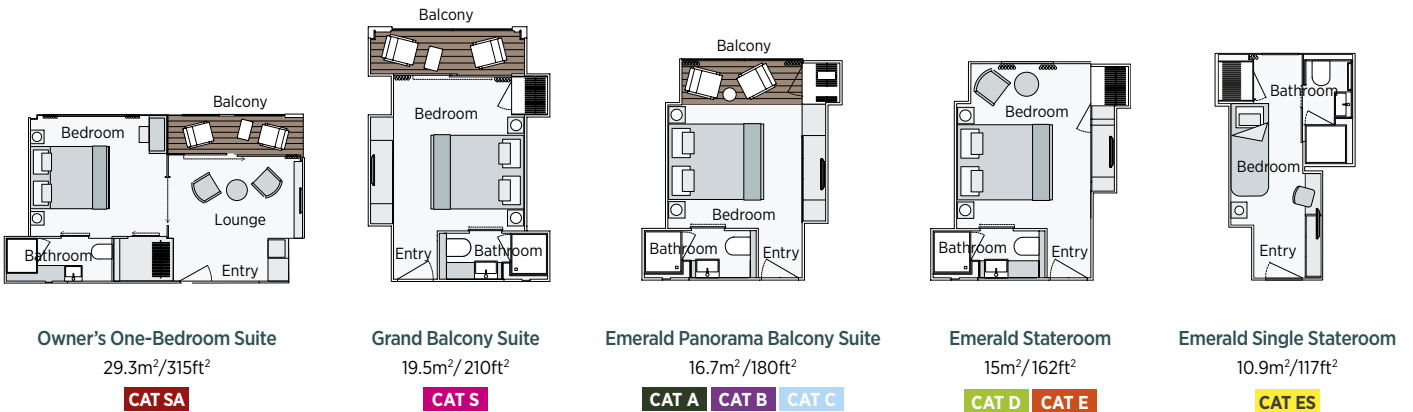 Balcony
Bedroom
Lounge
Bathroom
Entry
Owner's One-Bedroom Suite
29.3m²/315ft²
CAT SA
Balcony
Bedroom
Entry
Bathroom
Grand Balcony Suite
19.5m²/210ft²
CAT S
Balcony
Bedroom
Bathroom
Entry
Emerald Panorama Balcony Suite
16.7m²/180ft²
CAT A CAT B CAT C
Bedroom
Bathroom
Entry
Emerald Stateroom
15m²/162ft²
CAT D CAT E
Bathroom
Bedroom
Entry
Emerald Single Stateroom
10.9m²/117ft²
CAT ES